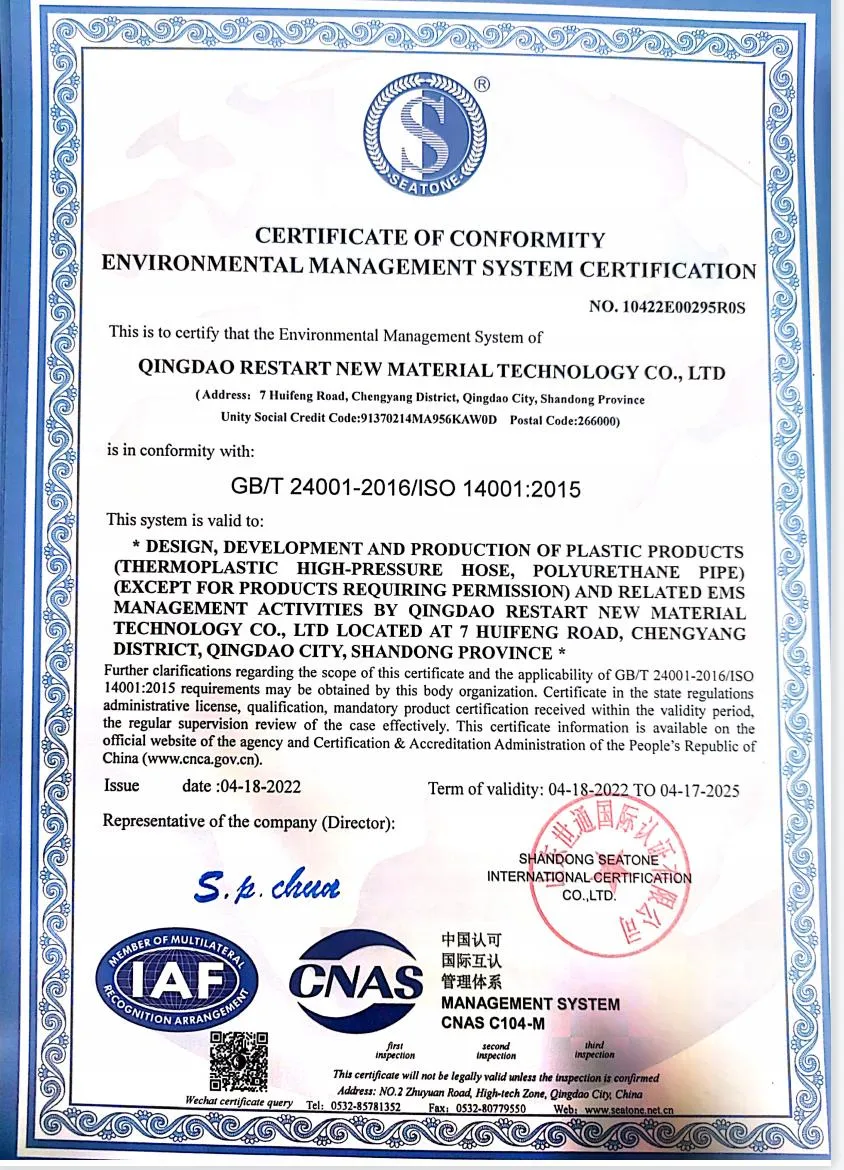 ®
S
SEATONE
CERTIFICATE OF CONFORMITY
ENVIRONMENTAL MANAGEMENT SYSTEM CERTIFICATION
NO. 10422E00295R0S
This is to certify that the Environmental Management System of
QINGDAO RESTART NEW MATERIAL TECHNOLOGY CO., LTD
(Address: 7 Huifeng Road, Chengyang District, Qingdao City, Shandong Province
Unity Social Credit Code:91370214MA956KAW0D Postal Code:266000)
is in conformity with:
GB/T 24001-2016/ISO 14001:2015
This system is valid to:
* DESIGN, DEVELOPMENT AND PRODUCTION OF PLASTIC PRODUCTS
(THERMOPLASTIC HIGH-PRESSURE HOSE, POLYURETHANE PIPE)
(EXCEPT FOR PRODUCTS REQUIRING PERMISSION) AND RELATED EMS
MANAGEMENT ACTIVITIES BY QINGDAO RESTART NEW MATERIAL
TECHNOLOGY CO., LTD LOCATED AT 7 HUIFENG ROAD, CHENGYANG
DISTRICT, QINGDAO CITY, SHANDONG PROVINCE *
Further clarifications regarding the scope of this certificate and the applicability of GB/T 24001-2016/ISO
14001:2015 requirements may be obtained by this body organization. Certificate in the state regulations
administrative license, qualification, mandatory product certification received within the validity period,
the regular supervision review of the case effectively. This certificate information is available on the
official website of the agency and Certification & Accreditation Administration of the People's Republic of
China (www.cnca.gov.cn).
Issue date :04-18-2022 Term of validity: 04-18-2022 TO 04-17-2025
Representative of the company (Director):
S.p. chua
山东世通国际认证有限公司
SHANDONG SEATONE
INTERNATIONAL CERTIFICATION
CO.,LTD.
MEMBER OF MULTILATERAL
IAF
RECOGNITION ARRANGEMENT
CNAS
中国认可
国际互认
管理体系
MANAGEMENT SYSTEM
CNAS C104-M
first inspection
second inspection
third inspection
This certificate will not be legally valid unless the inspection is confirmed
Address: NO.2 Zhuyuan Road, High-tech Zone, Qingdao City, China
Wechat certificate query Tel: 0532-85781352 Fax: 0532-80779550 Web: www.seatone.net.cn